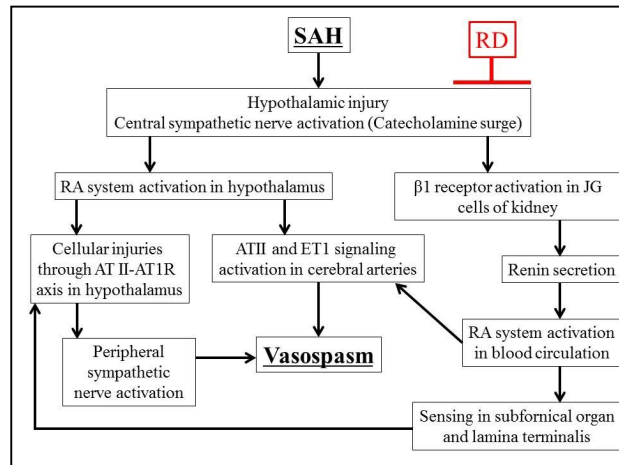 SAH
RD
Hypothalamic injury
Central sympathetic nerve activation (Catecholamine surge)
RA system activation in hypothalamus
β1 receptor activation in JG
cells of kidney
Cellular injuries
through AT II-AT1R
axis in hypothalamus
ATII and ET1 signaling
activation in cerebral arteries
Renin secretion
Peripheral
sympathetic
nerve activation
Vasospasm
RA system activation
in blood circulation
Sensing in subfornical organ
and lamina terminalis